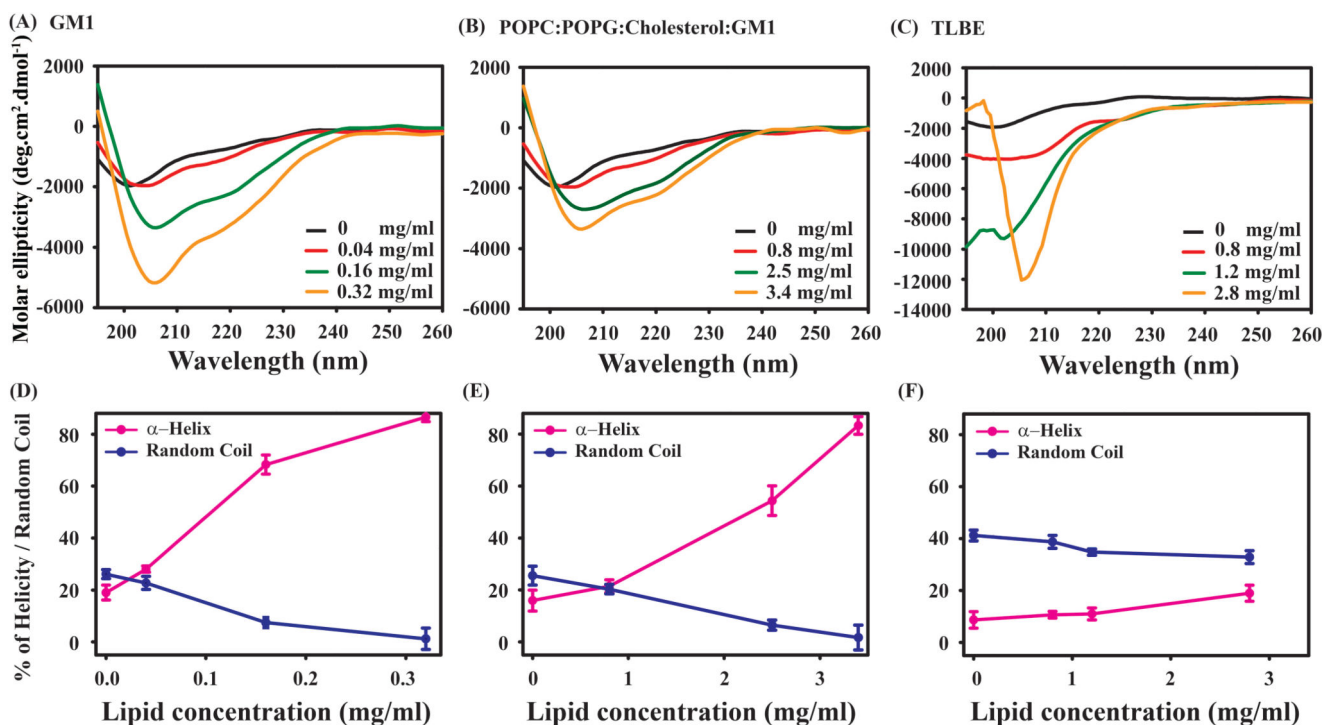 (A) GM1
(B) POPC:POPG:Cholesterol:GM1
(C) TLBE
Molar ellipticity (deg.cm².dmol⁻¹)
2000
0
-2000
-4000
-6000
0 mg/ml
0.04 mg/ml
0.16 mg/ml
0.32 mg/ml
200 210 220 230 240 250 260
Wavelength (nm)
2000
0
-2000
-4000
-6000
0 mg/ml
0.8 mg/ml
2.5 mg/ml
3.4 mg/ml
200 210 220 230 240 250 260
Wavelength (nm)
2000
0
-2000
-4000
-6000
-8000
-10000
-12000
-14000
0 mg/ml
0.8 mg/ml
1.2 mg/ml
2.8 mg/ml
200 210 220 230 240 250 260
Wavelength (nm)
(D)
% of Helicity / Random Coil
α–Helix
Random Coil
80
60
40
20
0
0.0 0.1 0.2 0.3
Lipid concentration (mg/ml)
(E)
α–Helix
Random Coil
80
60
40
20
0
0 1 2 3
Lipid concentration (mg/ml)
(F)
α–Helix
Random Coil
80
60
40
20
0
0 1 2 3
Lipid concentration (mg/ml)